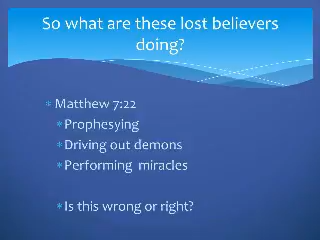 So what are these lost believers
doing?
* Matthew 7:22
* Prophesying
* Driving out demons
* Performing miracles
* Is this wrong or right?